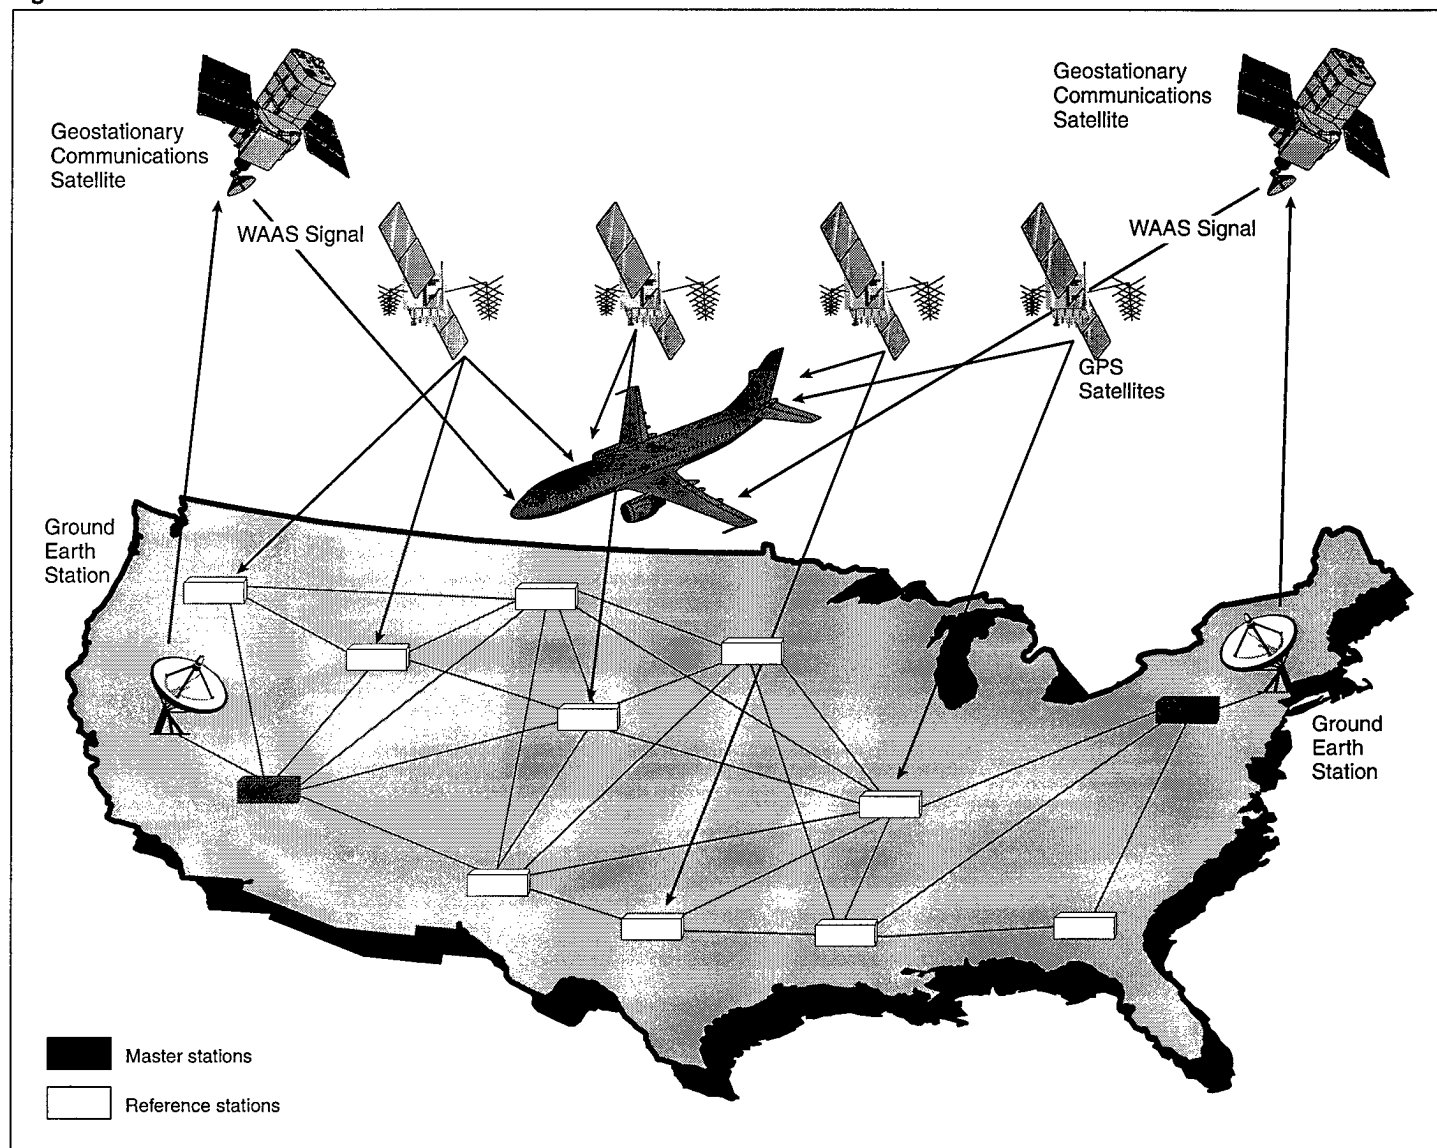 Geostationary
Communications
Satellite
Geostationary
Communications
Satellite
WAAS Signal
WAAS Signal
GPS
Satellites
Ground
Earth
Station
Ground
Earth
Station
Master stations
Reference stations